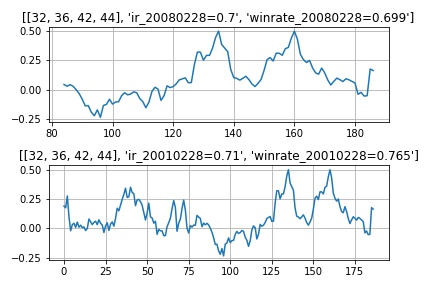 [[32, 36, 42, 44], 'ir_20080228=0.7', 'winrate_20080228=0.699']
0.50
0.25
0.00
−0.25
80 100 120 140 160 180
[[32, 36, 42, 44], 'ir_20010228=0.71', 'winrate_20010228=0.765']
0.50
0.25
0.00
−0.25
0 25 50 75 100 125 150 175